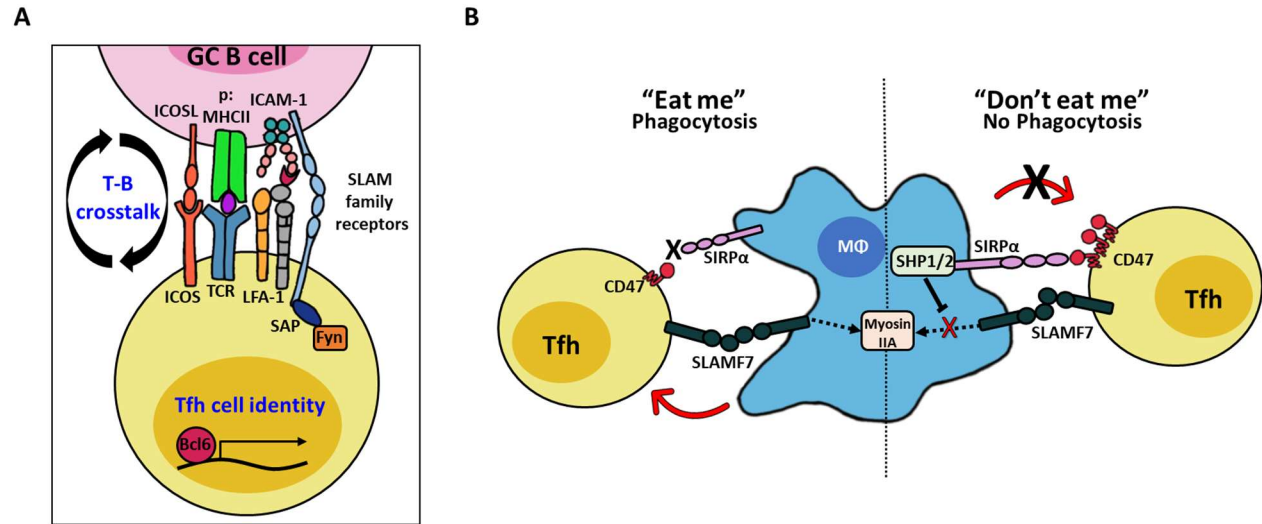 A
GC B cell
ICOSL
p:
MHCII
ICAM-1
T-B
crosstalk
SLAM
family
receptors
ICOS
TCR
LFA-1
SAP
Fyn
Tfh cell identity
Bcl6
B
“Eat me”
Phagocytosis
“Don’t eat me”
No Phagocytosis
X
X
SIRPα
CD47
Tfh
SLAMF7
MΦ
SHP1/2
SIRPα
CD47
Myosin
IIA
X
SLAMF7
Tfh